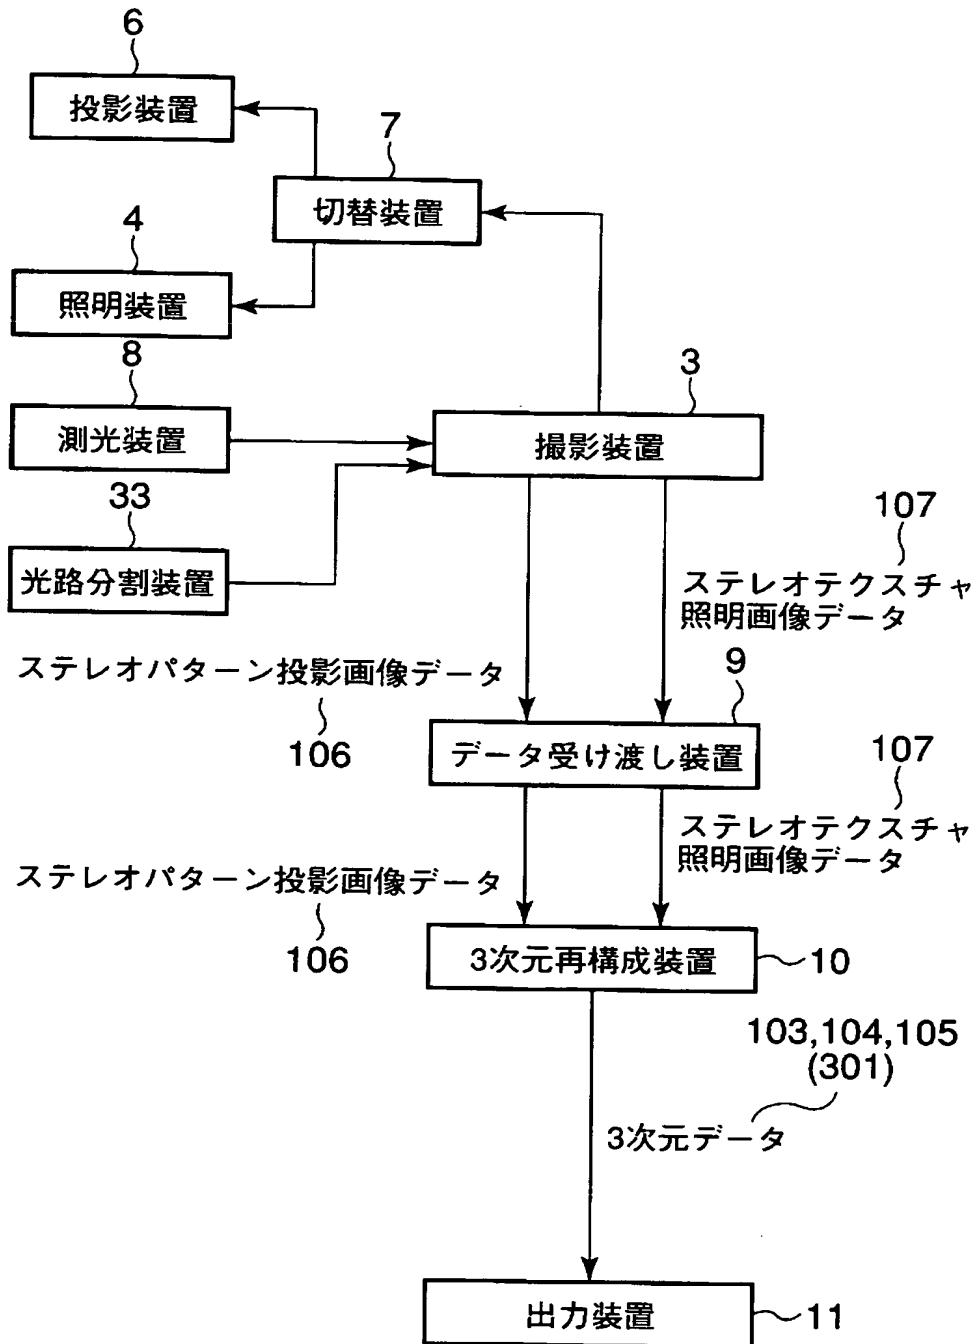 6
投影装置
7
切替装置
4
照明装置
8
測光装置
3
撮影装置
33
光路分割装置
107
ステレオテクスチャ
照明画像データ
ステレオパターン投影画像データ
106
9
データ受け渡し装置
107
ステレオテクスチャ
照明画像データ
ステレオパターン投影画像データ
106
3次元再構成装置
10
103,104,105
(301)
3次元データ
出力装置
11